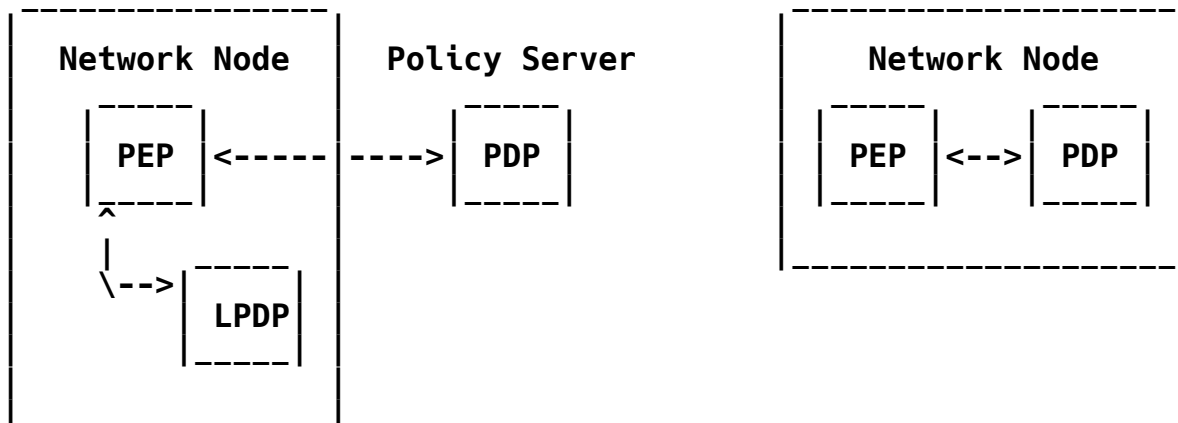 Network Node Policy Server Network Node
PEP <-----|----> PDP PEP <--> PDP
LPDP